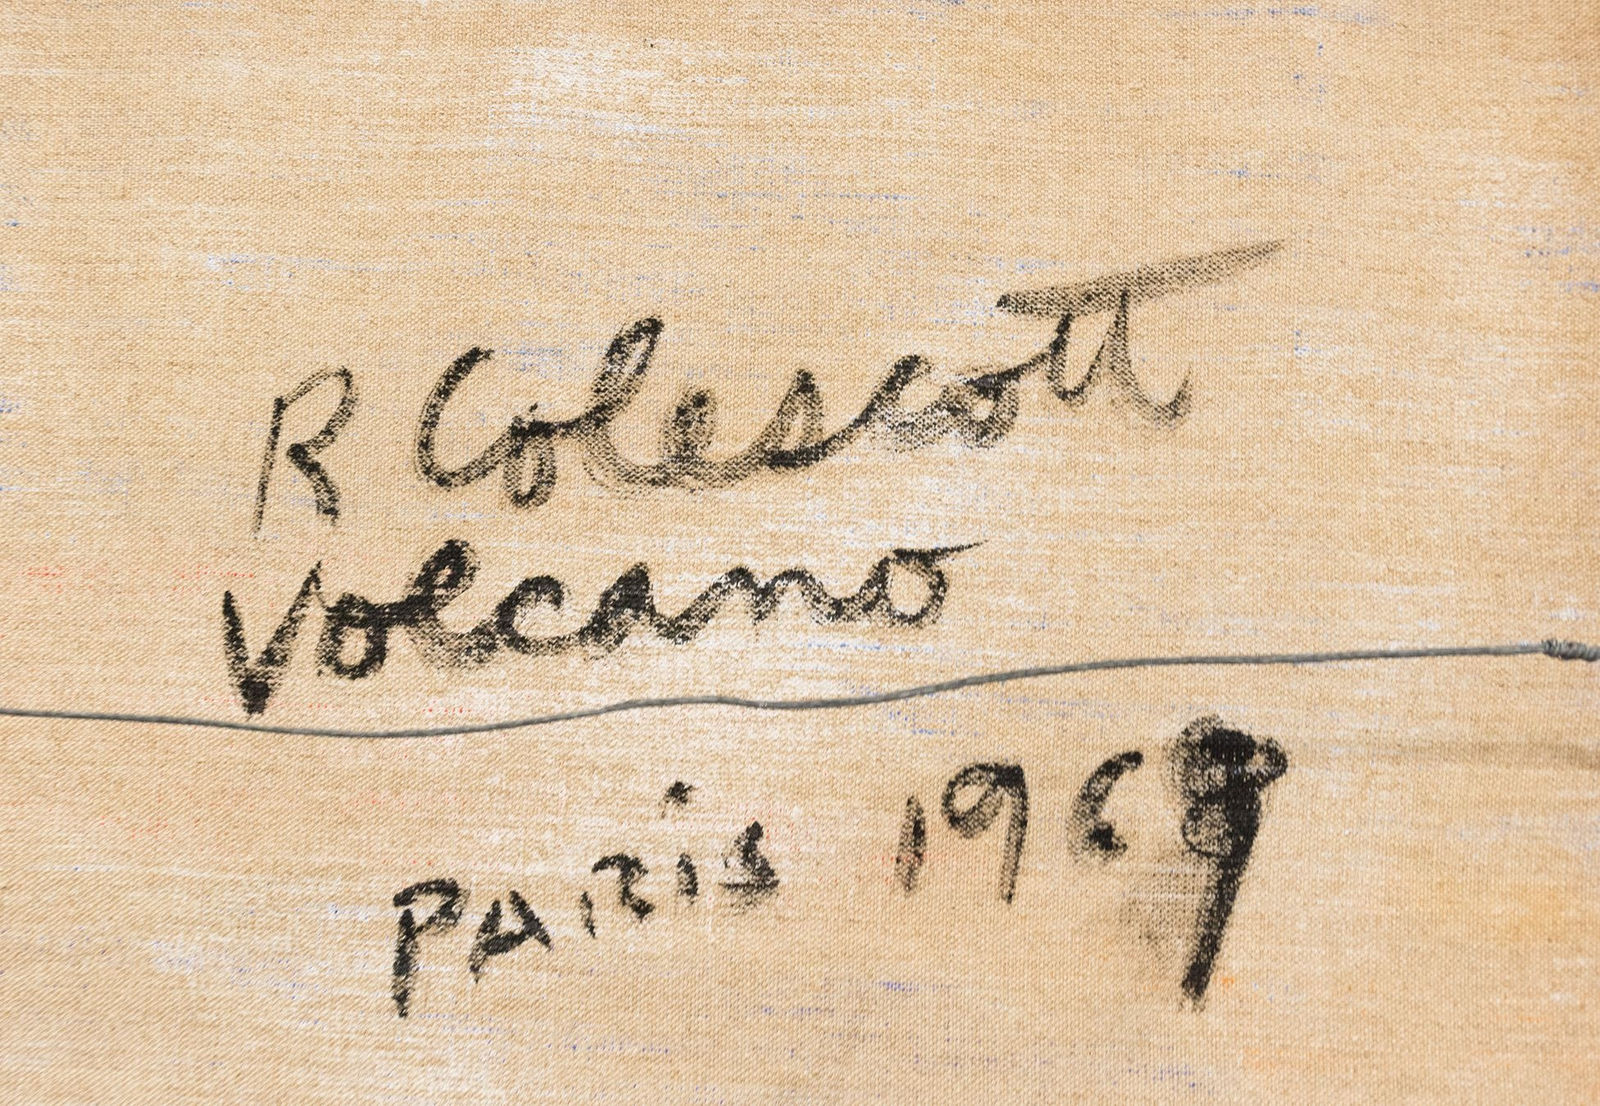 R Colescott
Volcano
PARiS 1969